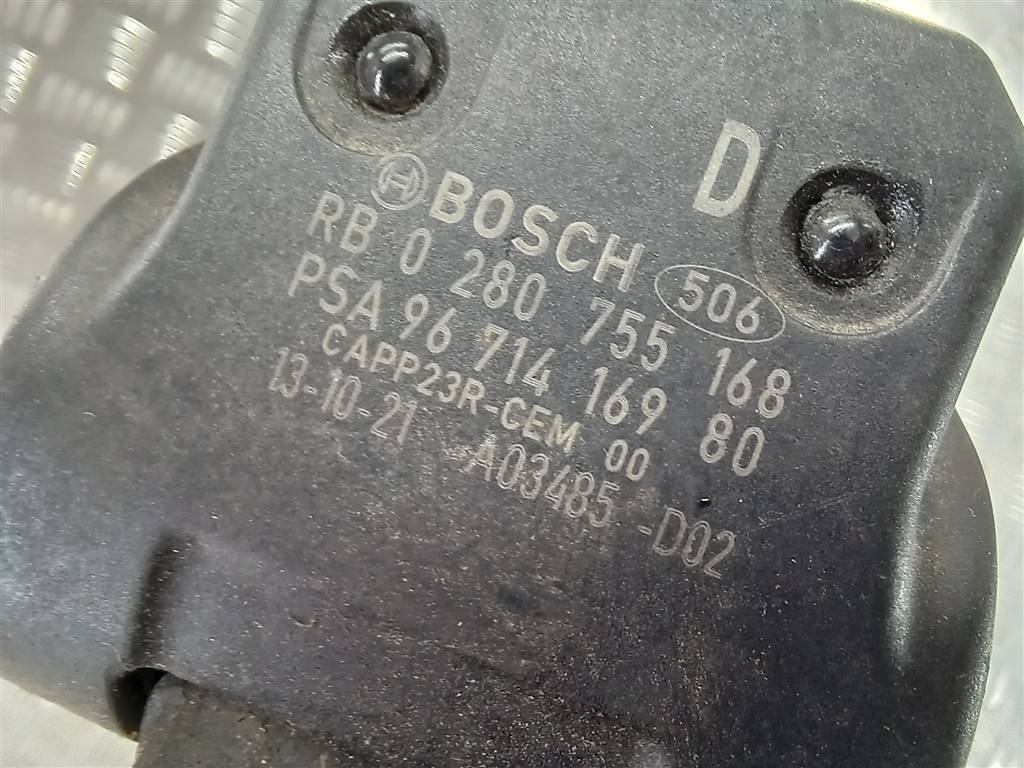 D
BOSCH 506
RB 0 280 755 168
PSA 96 714 169 80
CAPP23R-CEM 00
13-10-21 A03485-D02